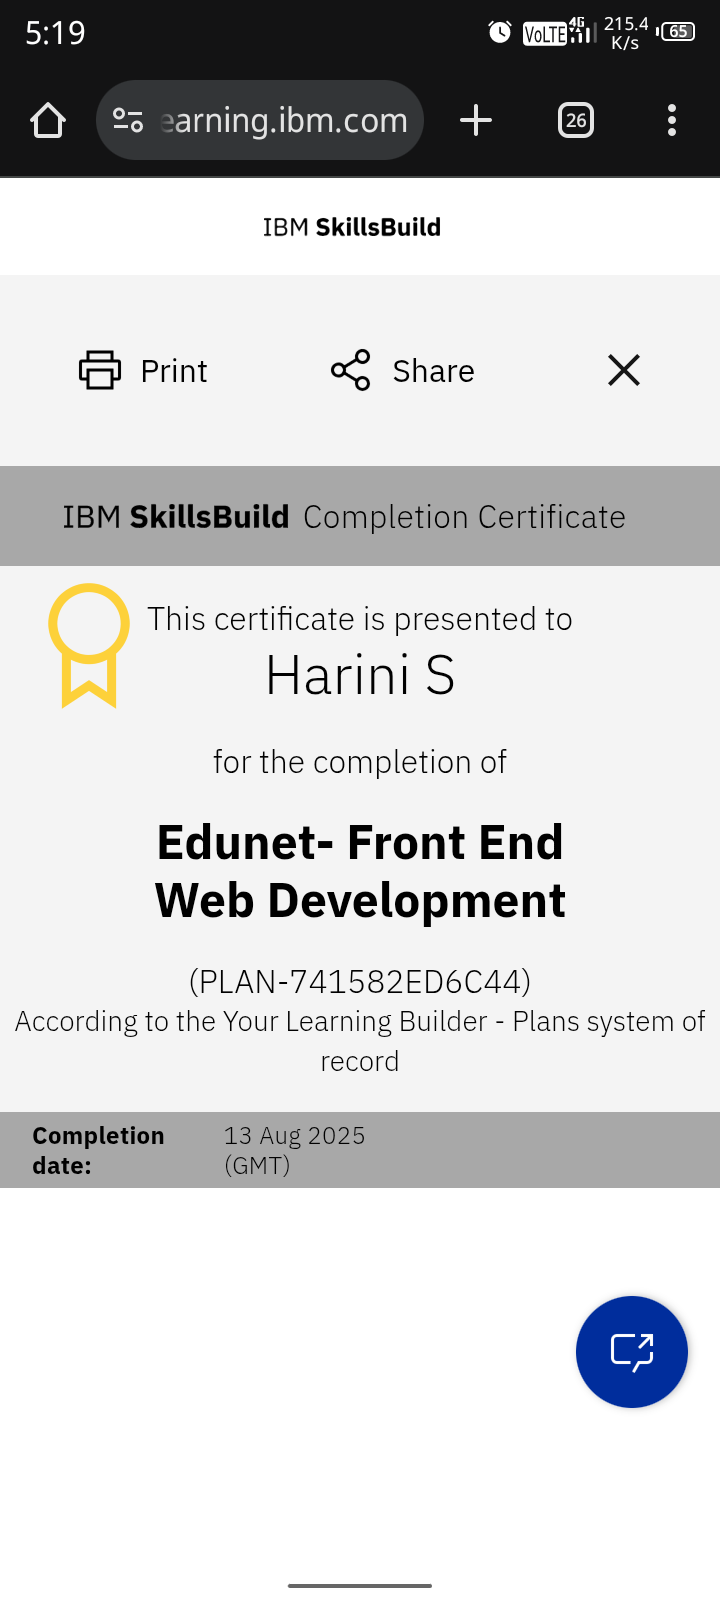 5:19
VoLTE 4G 215.4 K/s 65
earning.ibm.com 26
IBM SkillsBuild
Print Share
IBM SkillsBuild Completion Certificate
This certificate is presented to
Harini S
for the completion of
Edunet- Front End
Web Development
(PLAN-741582ED6C44)
According to the Your Learning Builder - Plans system of
record
Completion date: 13 Aug 2025 (GMT)